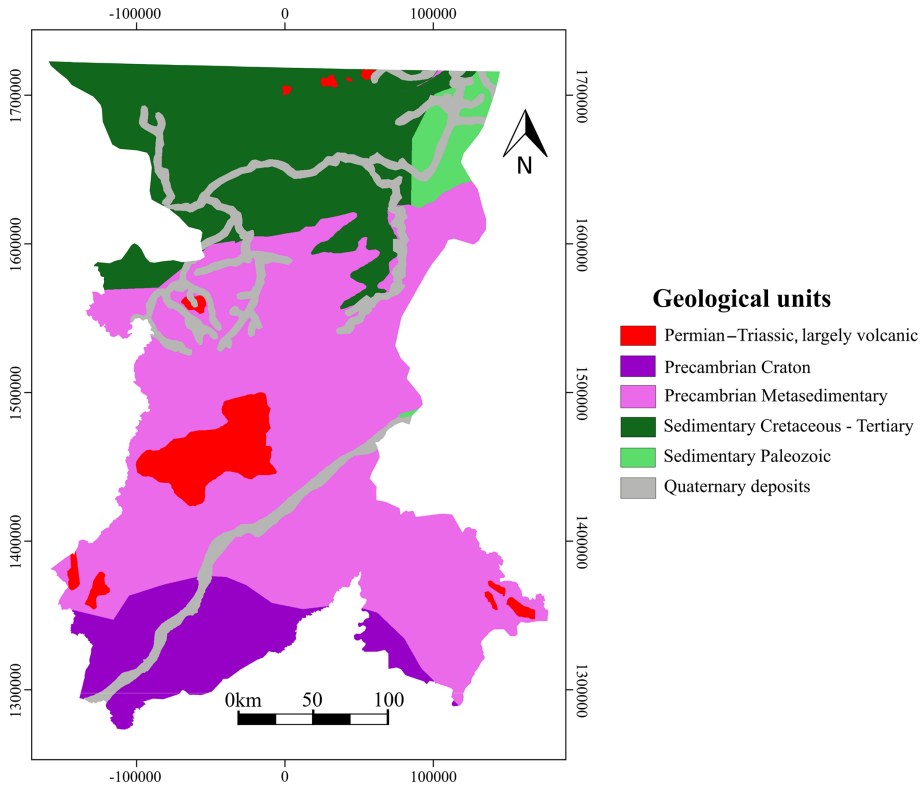 -100000 0 100000
1700000 1700000
N
1600000 1600000
Geological units
Permian-Triassic, largely volcanic
Precambrian Craton
Precambrian Metasedimentary
1500000 1500000
Sedimentary Cretaceous - Tertiary
Sedimentary Paleozoic
Quaternary deposits
1400000 1400000
1300000 1300000
0km 50 100
-100000 0 100000